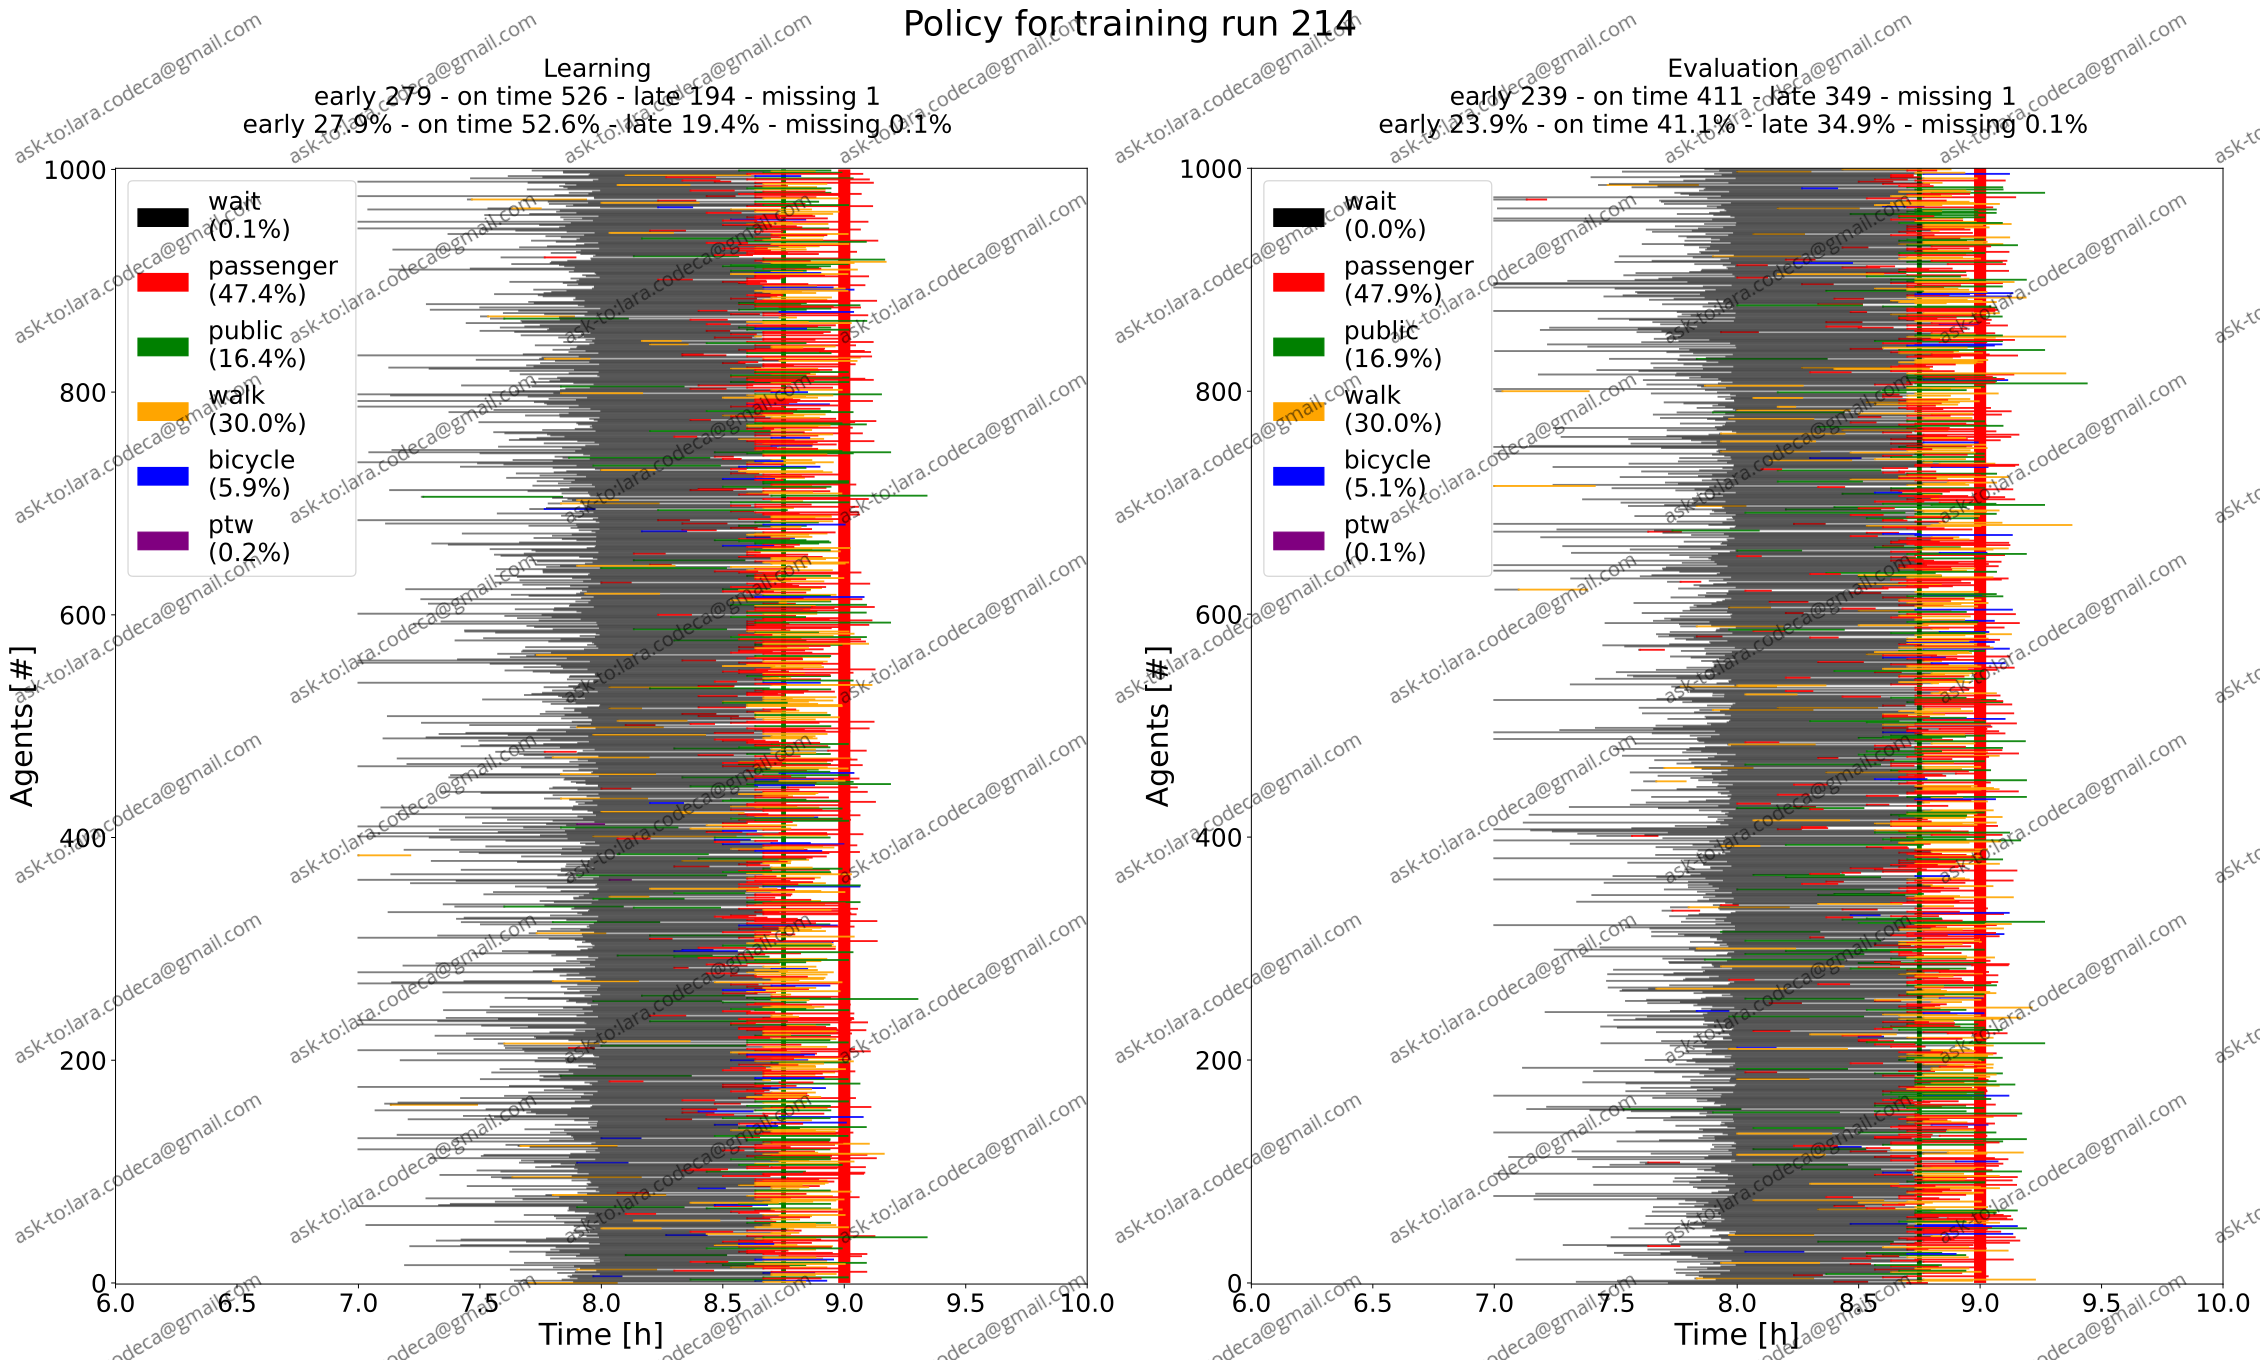 Policy for training run 214
Learning
early 279 - on time 526 - late 194 - missing 1
early 27.9% - on time 52.6% - late 19.4% - missing 0.1%
1000
800
600
400
200
0
Agents [#]
wait
(0.1%)
passenger
(47.4%)
public
(16.4%)
walk
(30.0%)
bicycle
(5.9%)
ptw
(0.2%)
6.0 6.5 7.0 7.5 8.0 8.5 9.0 9.5 10.0
Time [h]
Evaluation
early 239 - on time 411 - late 349 - missing 1
early 23.9% - on time 41.1% - late 34.9% - missing 0.1%
1000
800
600
400
200
0
Agents [#]
wait
(0.0%)
passenger
(47.9%)
public
(16.9%)
walk
(30.0%)
bicycle
(5.1%)
ptw
(0.1%)
6.0 6.5 7.0 7.5 8.0 8.5 9.0 9.5 10.0
Time [h]
ask-to:lara.codeca@gmail.com